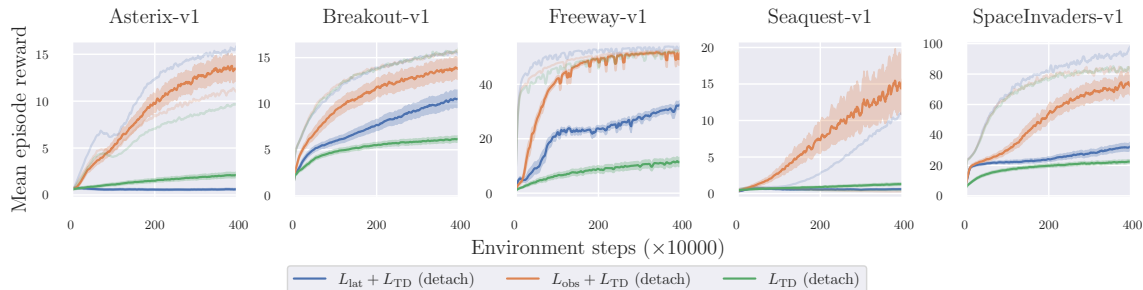 Asterix-v1 Breakout-v1 Freeway-v1 Seaquest-v1 SpaceInvaders-v1
Mean episode reward
15
10
5
0
0 200 400
15
10
5
0
0 200 400
40
20
0
0 200 400
20
15
10
5
0
0 200 400
100
80
60
40
20
0
0 200 400
Environment steps (×10000)
L_lat + L_TD (detach) L_obs + L_TD (detach) L_TD (detach)